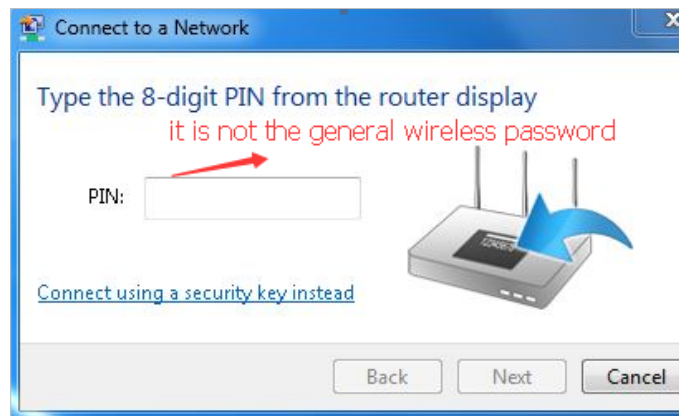 Connect to a Network
X
Type the 8-digit PIN from the router display
it is not the general wireless password
PIN:
12345670
Connect using a security key instead
Back Next Cancel